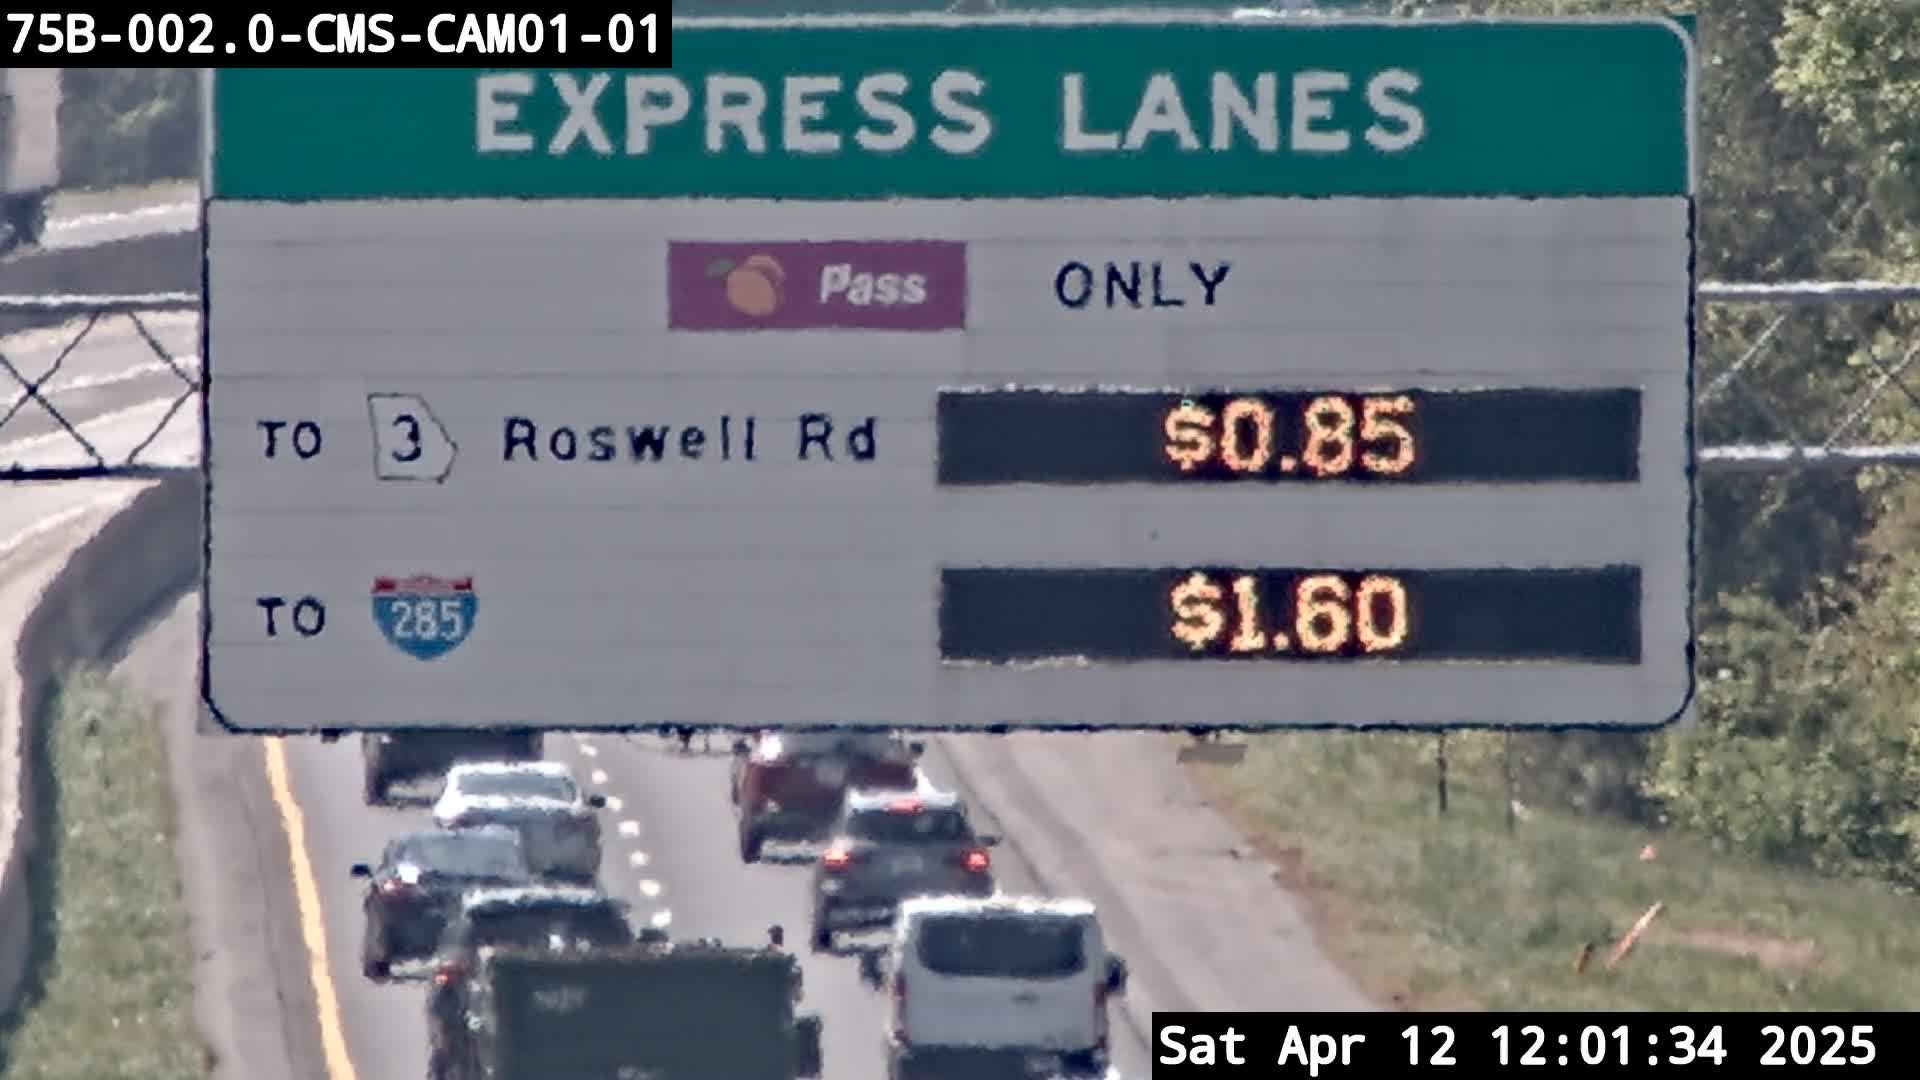 75B-002.0-CMS-CAM01-01
EXPRESS LANES
Pass ONLY
TO 3 Roswell Rd $0.85
TO 285 $1.60
Sat Apr 12 12:01:34 2025